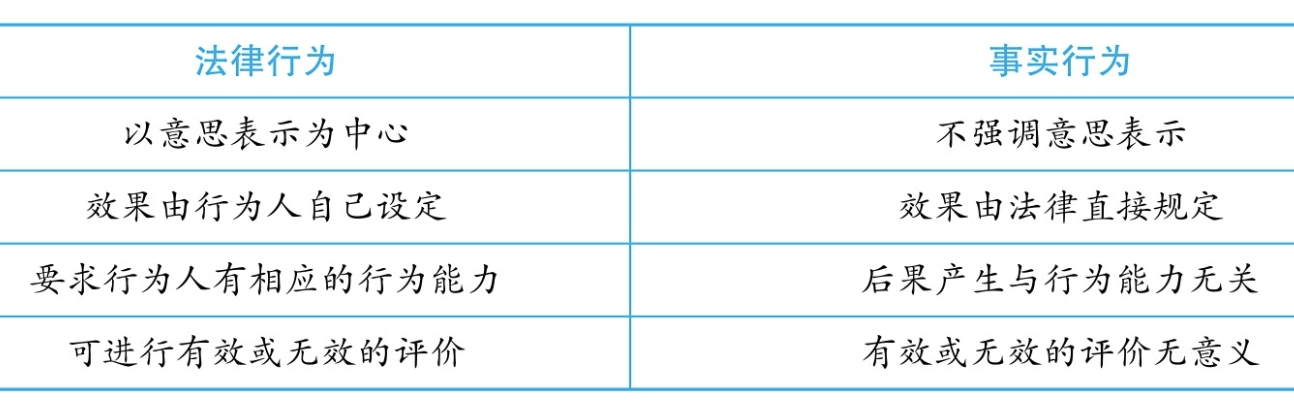 法律行为 事实行为
以意思表示为中心 不强调意思表示
效果由行为人自己设定 效果由法律直接规定
要求行为人有相应的行为能力 后果产生与行为能力无关
可进行有效或无效的评价 有效或无效的评价无意义